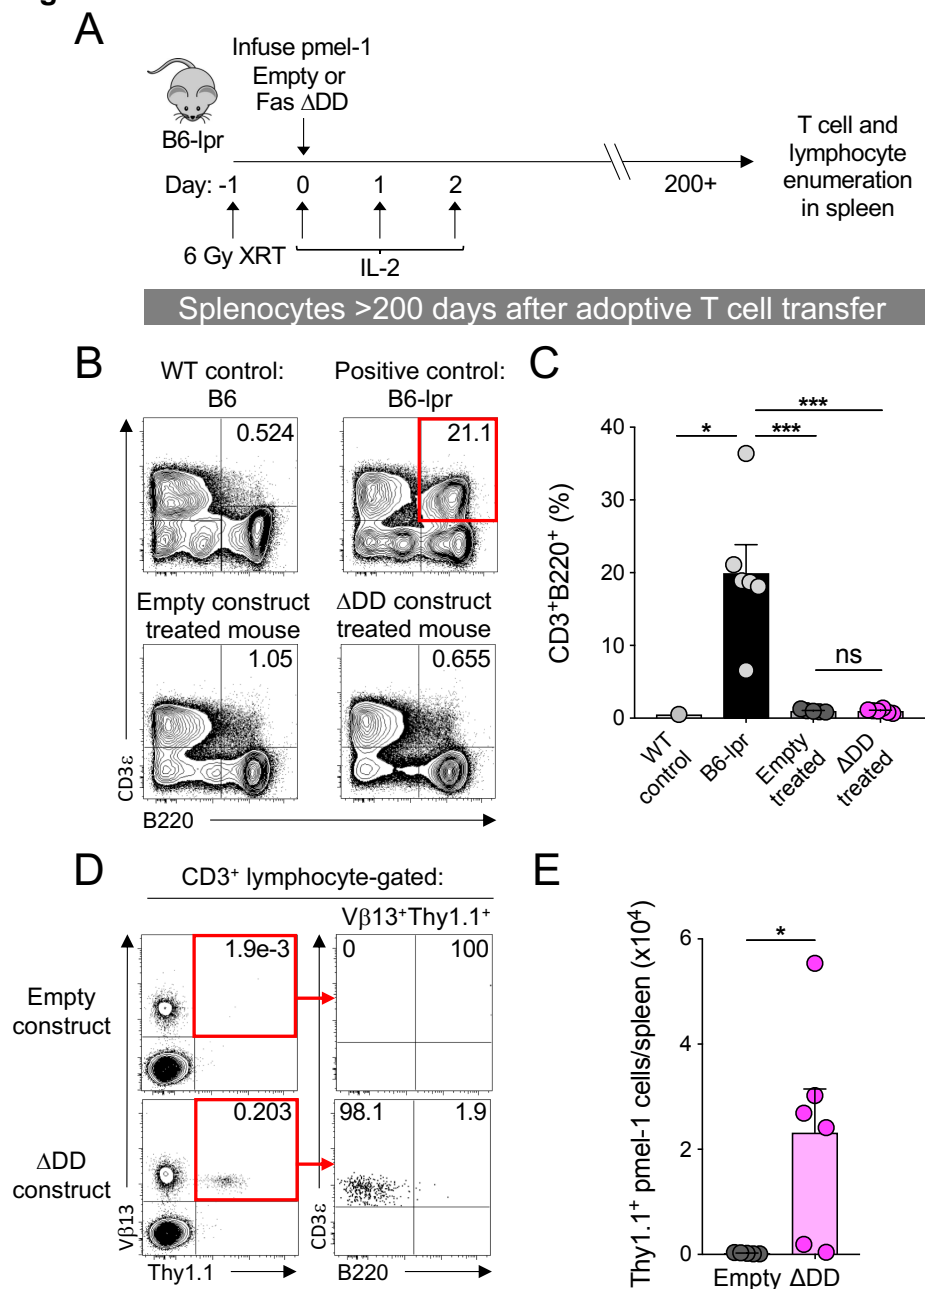 A
Infuse pmel-1
Empty or
Fas ΔDD
B6-lpr
T cell and
lymphocyte
enumeration
in spleen
Day: -1 0 1 2 200+
6 Gy XRT
IL-2
Splenocytes >200 days after adoptive T cell transfer
B
WT control:
B6
Positive control:
B6-lpr
0.524
21.1
Empty construct
treated mouse
ΔDD construct
treated mouse
1.05
0.655
CD3ε
B220
C
CD3+B220+ (%)
40
30
20
10
0
*
***
***
ns
WT
control
B6-lpr
Empty
treated
ΔDD
treated
D
CD3+ lymphocyte-gated:
Vβ13+Thy1.1+
Empty
construct
1.9e-3
0 100
ΔDD
construct
0.203
98.1 1.9
Vβ13
Thy1.1
CD3ε
B220
E
Thy1.1+ pmel-1 cells/spleen (x10⁴)
6
4
2
0
*
Empty ΔDD